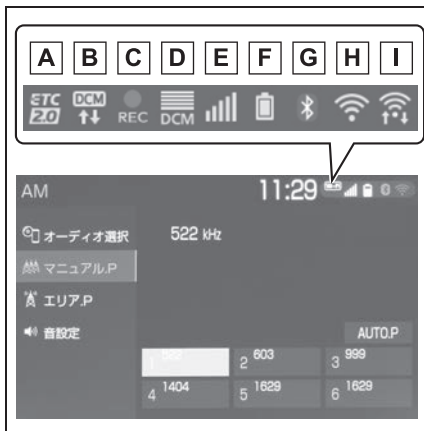 A B C D E F G H I
ETC 2.0 DCM REC DCM
AM 11:29
オーディオ選択 522 kHz
マニュアル.P
エリア.P
音設定 AUTO.P
1 522 2 603 3 999
4 1404 5 1629 6 1629